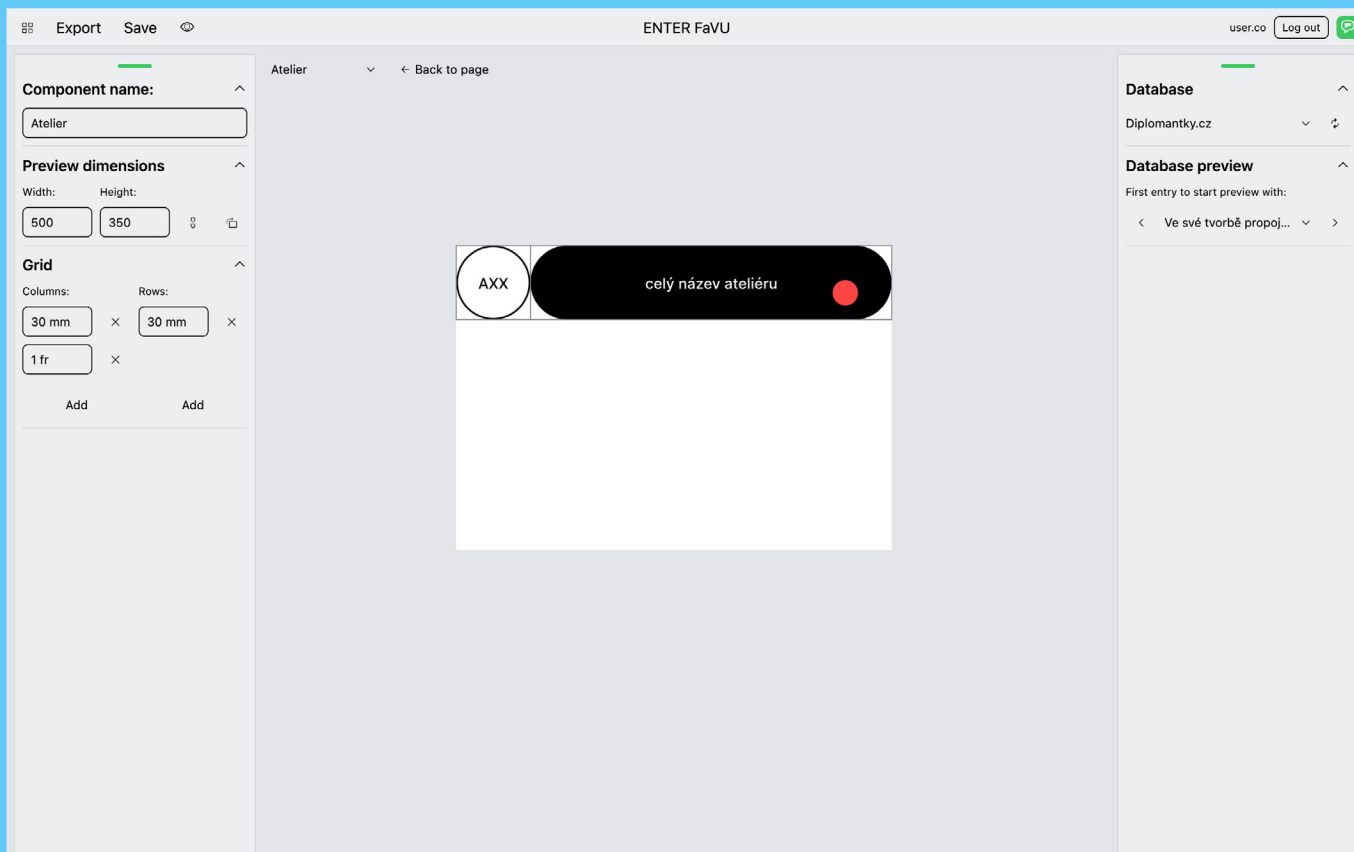 Export Save ENTER FaVU user.co Log out
Atelier ← Back to page
Component name:
Atelier
Preview dimensions
Width: Height:
500 350
Grid
Columns: Rows:
30 mm × 30 mm ×
1 fr ×
Add Add
AXX celý název ateliéru
Database
Diplomantky.cz
Database preview
First entry to start preview with:
Ve své tvorbě propoj...